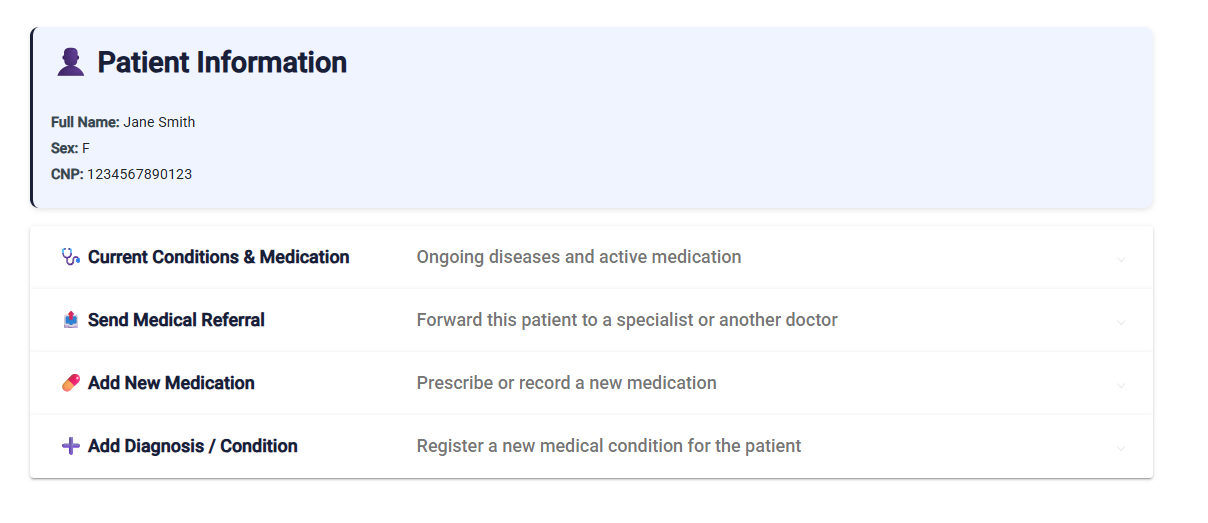 Patient Information
Full Name: Jane Smith
Sex: F
CNP: 1234567890123
Current Conditions & Medication Ongoing diseases and active medication
Send Medical Referral Forward this patient to a specialist or another doctor
Add New Medication Prescribe or record a new medication
Add Diagnosis / Condition Register a new medical condition for the patient